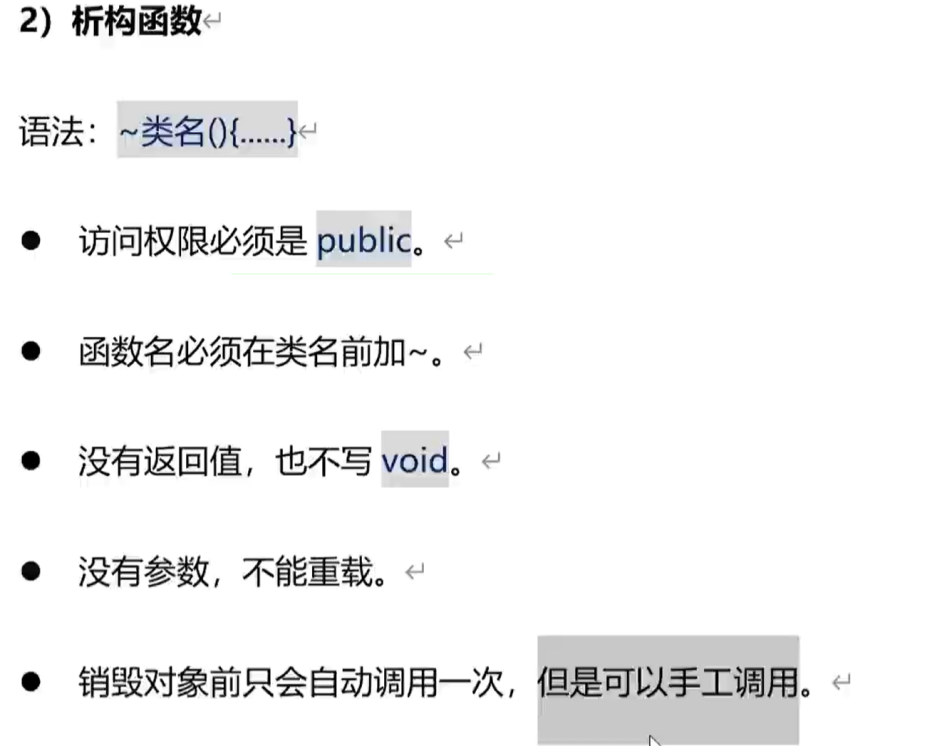 2）析构函数↵
语法：~类名(){......}↵
● 访问权限必须是 public。↵
● 函数名必须在类名前加~。↵
● 没有返回值，也不写 void。↵
● 没有参数，不能重载。↵
● 销毁对象前只会自动调用一次，但是可以手工调用。↵